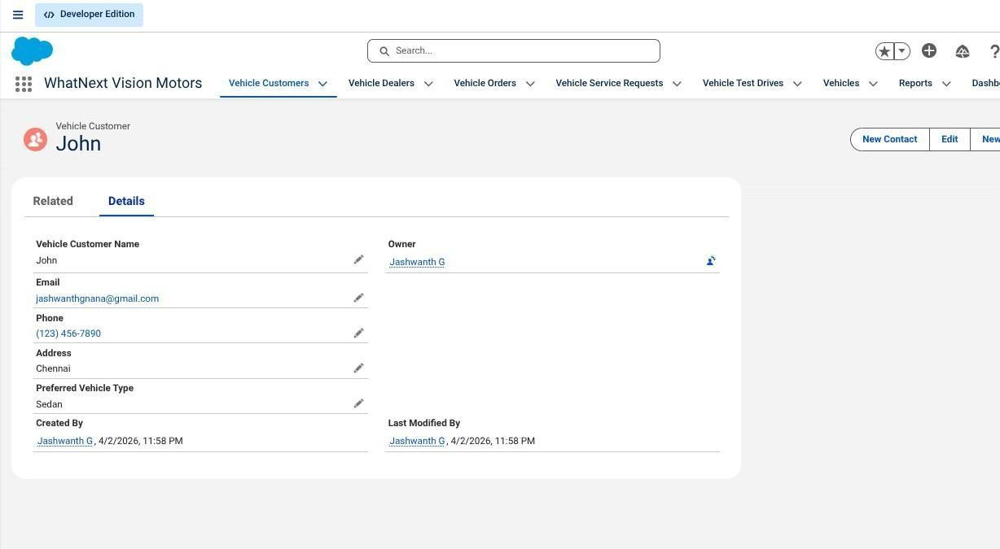 Developer Edition
Search...
WhatNext Vision Motors
Vehicle Customers
Vehicle Dealers
Vehicle Orders
Vehicle Service Requests
Vehicle Test Drives
Vehicles
Reports
Dashb
Vehicle Customer
John
New Contact
Edit
New
Related
Details
Vehicle Customer Name
John
Owner
Jashwanth G
Email
jashwanthgnana@gmail.com
Phone
(123) 456-7890
Address
Chennai
Preferred Vehicle Type
Sedan
Created By
Jashwanth G, 4/2/2026, 11:58 PM
Last Modified By
Jashwanth G, 4/2/2026, 11:58 PM